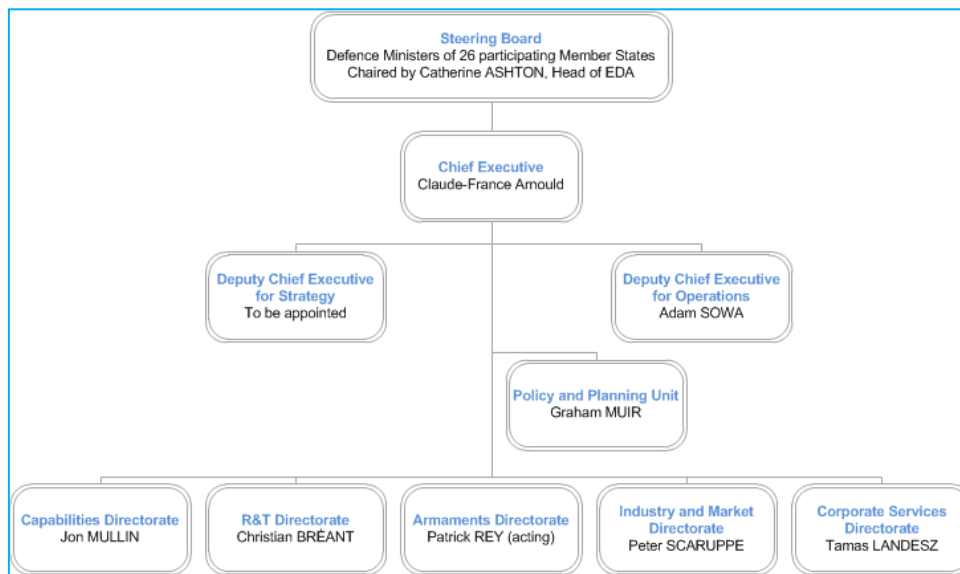 Steering Board
Defence Ministers of 26 participating Member States
Chaired by Catherine ASHTON, Head of EDA
Chief Executive
Claude-France Arnould
Deputy Chief Executive
for Strategy
To be appointed
Deputy Chief Executive
for Operations
Adam SOWA
Policy and Planning Unit
Graham MUIR
Capabilities Directorate
Jon MULLIN
R&T Directorate
Christian BRÉANT
Armaments Directorate
Patrick REY (acting)
Industry and Market
Directorate
Peter SCARUPPE
Corporate Services
Directorate
Tamas LANDESZ